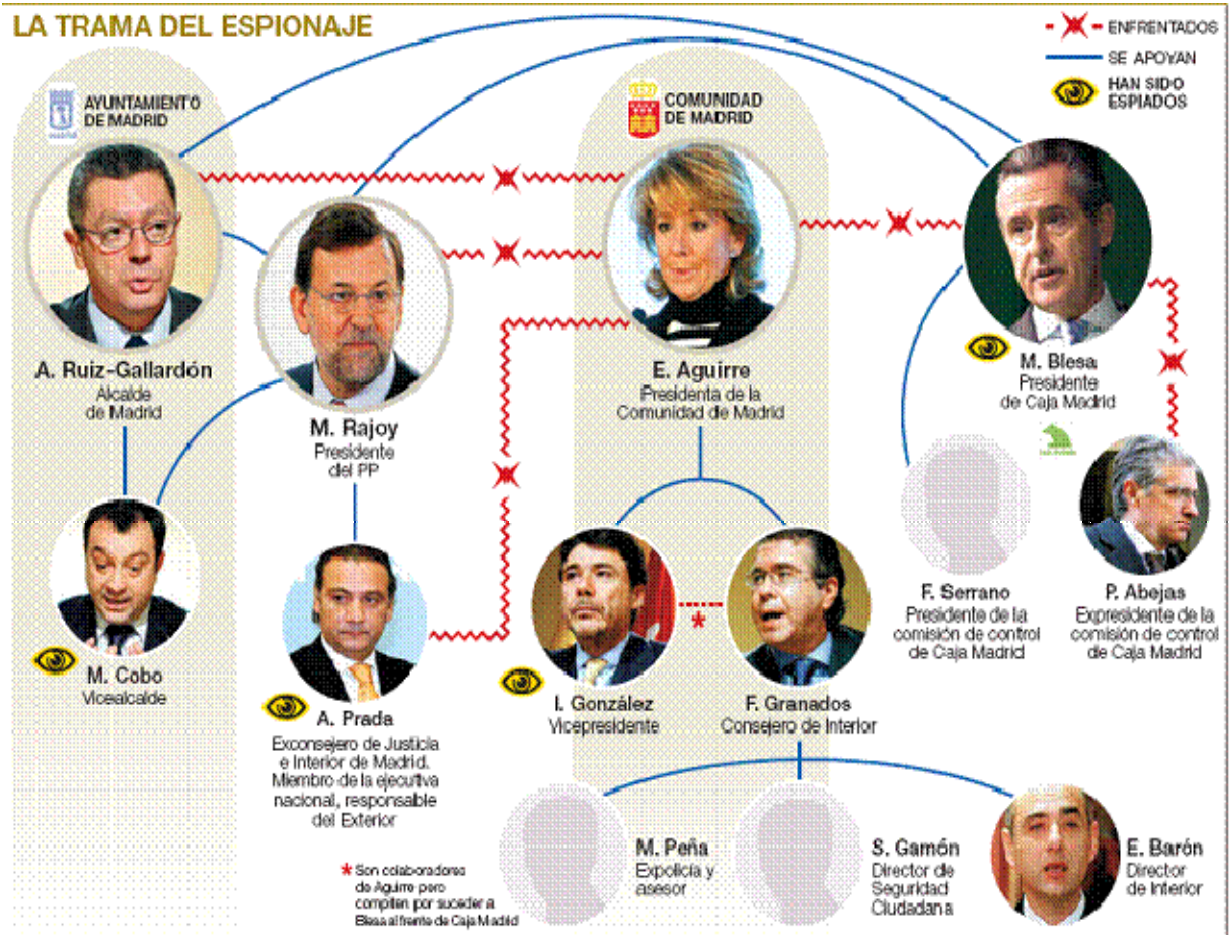 LA TRAMA DEL ESPIONAJE
ENFRENTADOS
SE APOYAN
HAN SIDO
ESPIADOS
AYUNTAMIENTO
DE MADRID
COMUNIDAD
DE MADRID
A. Ruiz-Gallardón
Alcalde
de Madrid
M. Rajoy
Presidente
del PP
E. Aguirre
Presidenta de la
Comunidad de Madrid
M. Blesa
Presidente
de Caja Madrid
M. Cobo
Vicealcalde
A. Prada
Exconsejero de Justicia
e Interior de Madrid.
Miembro de la ejecutiva
nacional, responsable
del Exterior
*
I. González
Vicepresidente
F. Granados
Consejero de Interior
F. Serrano
Presidente de la
comisión de control
de Caja Madrid
P. Abejas
Expresidente de la
comisión de control
de Caja Madrid
M. Peña
Expolicía y
asesor
S. Gamón
Director de
Seguridad
Ciudadana
E. Barón
Director
de Interior
* Son colaboradores
de Aguirre pero
compiten por suceder a
Blesa al frente de Caja Madrid